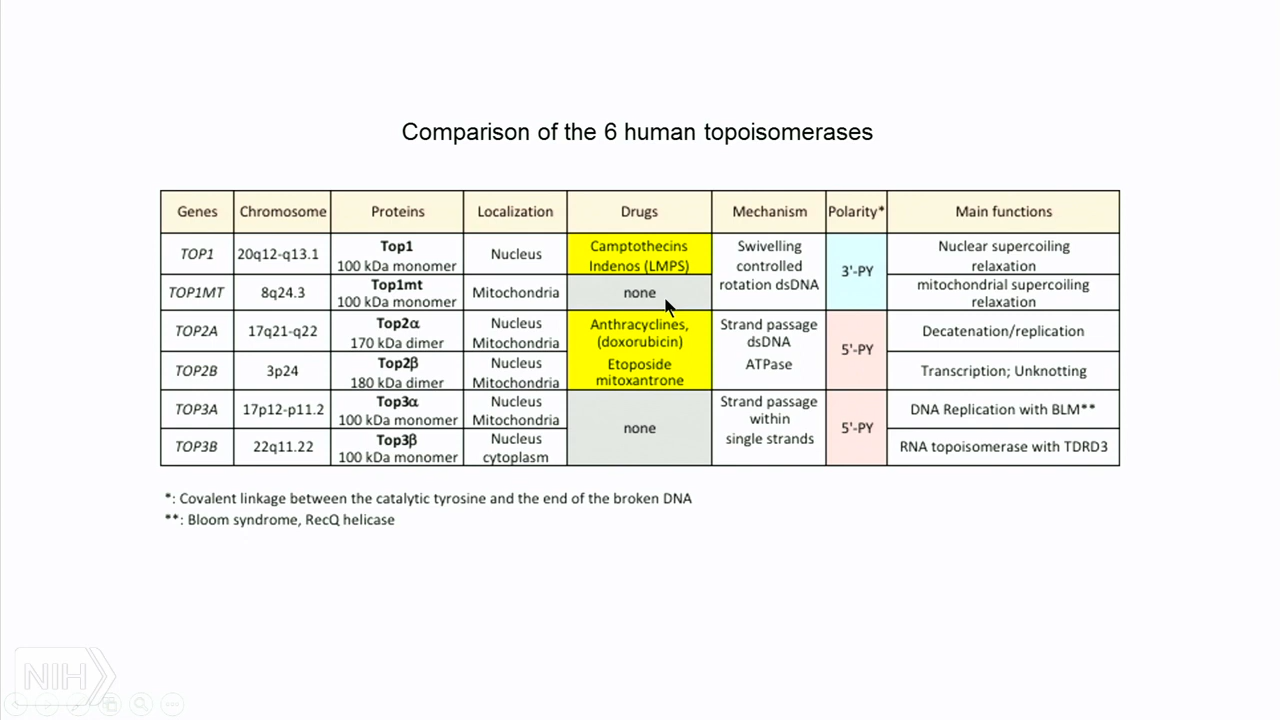 Comparison of the 6 human topoisomerases
Genes Chromosome Proteins Localization Drugs Mechanism Polarity* Main functions
TOP1 20q12-q13.1 Top1 100 kDa monomer Nucleus Camptothecins Indenos (LMPS) Swivelling controlled rotation dsDNA 3'-PY Nuclear supercoiling relaxation
TOP1MT 8q24.3 Top1mt 100 kDa monomer Mitochondria none mitochondrial supercoiling relaxation
TOP2A 17q21-q22 Top2α 170 kDa dimer Nucleus Mitochondria Anthracyclines, (doxorubicin) Strand passage dsDNA 5'-PY Decatenation/replication
TOP2B 3p24 Top2β 180 kDa dimer Nucleus Mitochondria Etoposide mitoxantrone ATPase Transcription; Unknotting
TOP3A 17p12-p11.2 Top3α 100 kDa monomer Nucleus Mitochondria none Strand passage within single strands 5'-PY DNA Replication with BLM**
TOP3B 22q11.22 Top3β 100 kDa monomer Nucleus cytoplasm RNA topoisomerase with TDRD3
*: Covalent linkage between the catalytic tyrosine and the end of the broken DNA
**: Bloom syndrome, RecQ helicase
NIH